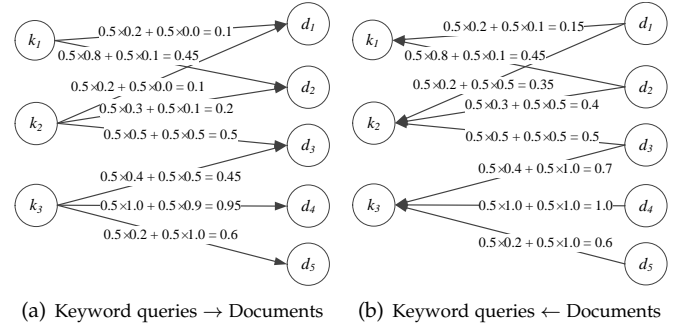 k1
0.5×0.2 + 0.5×0.0 = 0.1
d1
0.5×0.8 + 0.5×0.1 = 0.45
0.5×0.2 + 0.5×0.0 = 0.1
d2
k2
0.5×0.3 + 0.5×0.1 = 0.2
0.5×0.5 + 0.5×0.5 = 0.5
d3
0.5×0.4 + 0.5×0.5 = 0.45
k3
0.5×1.0 + 0.5×0.9 = 0.95
d4
0.5×0.2 + 0.5×1.0 = 0.6
d5
(a) Keyword queries → Documents
k1
0.5×0.2 + 0.5×0.1 = 0.15
d1
0.5×0.8 + 0.5×0.1 = 0.45
0.5×0.2 + 0.5×0.5 = 0.35
d2
k2
0.5×0.3 + 0.5×0.5 = 0.4
0.5×0.5 + 0.5×0.5 = 0.5
d3
0.5×0.4 + 0.5×1.0 = 0.7
k3
0.5×1.0 + 0.5×1.0 = 1.0
d4
0.5×0.2 + 0.5×1.0 = 0.6
d5
(b) Keyword queries ← Documents